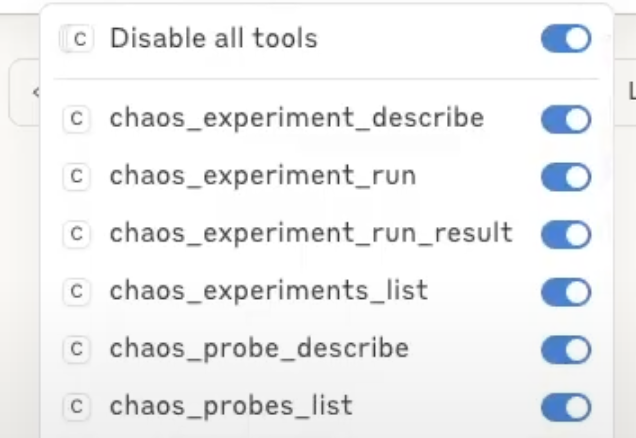 C Disable all tools
C chaos_experiment_describe
C chaos_experiment_run
C chaos_experiment_run_result
C chaos_experiments_list
C chaos_probe_describe
C chaos_probes_list